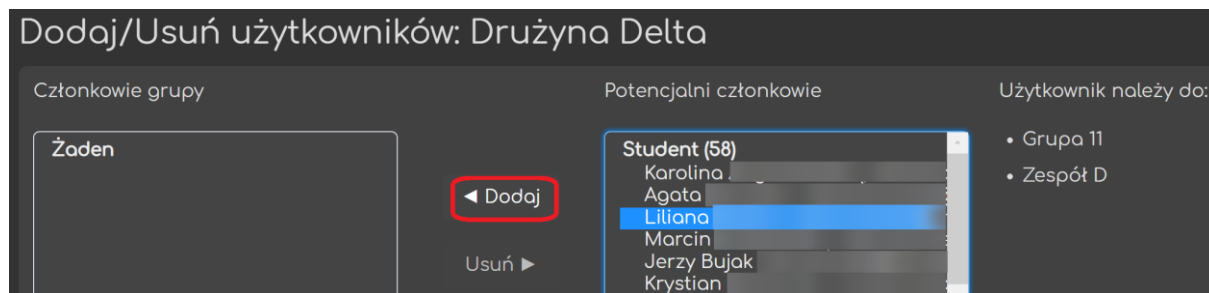 Dodaj/Usuń użytkowników: Drużyna Delta
Członkowie grupy
Potencjalni członkowie
Użytkownik należy do:
Żaden
◄ Dodaj
Usuń ►
Student (58)
Karolina
Agata
Liliana
Marcin
Jerzy Bujak
Krystian
• Grupa 11
• Zespół D